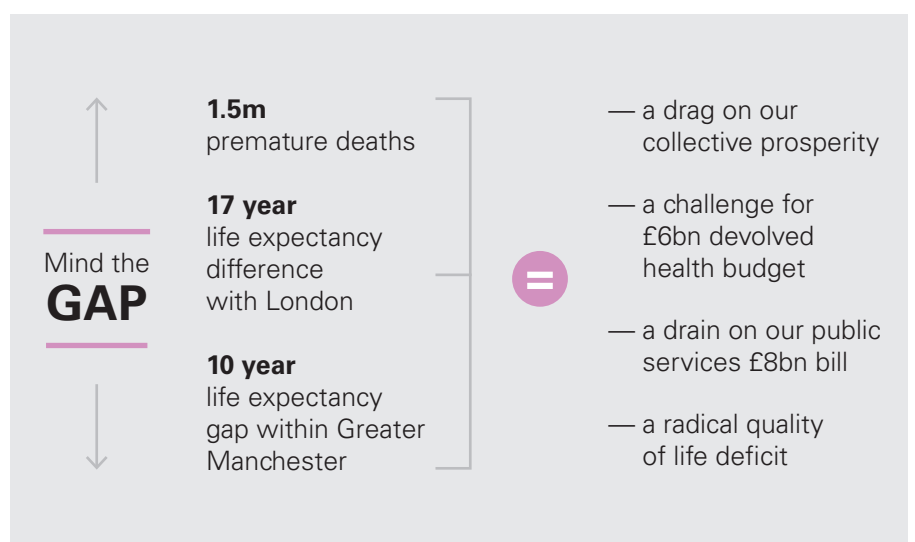 Mind the
GAP
1.5m
premature deaths
17 year
life expectancy
difference
with London
10 year
life expectancy
gap within Greater
Manchester
=
— a drag on our
collective prosperity
— a challenge for
£6bn devolved
health budget
— a drain on our public
services £8bn bill
— a radical quality
of life deficit